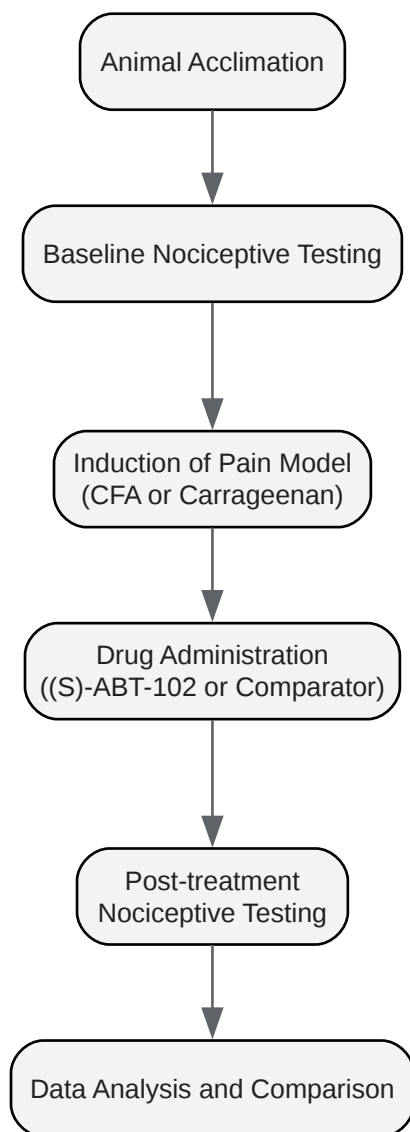 Animal Acclimation
Baseline Nociceptive Testing
Induction of Pain Model
(CFA or Carrageenan)
Drug Administration
((S)-ABT-102 or Comparator)
Post-treatment
Nociceptive Testing
Data Analysis and Comparison